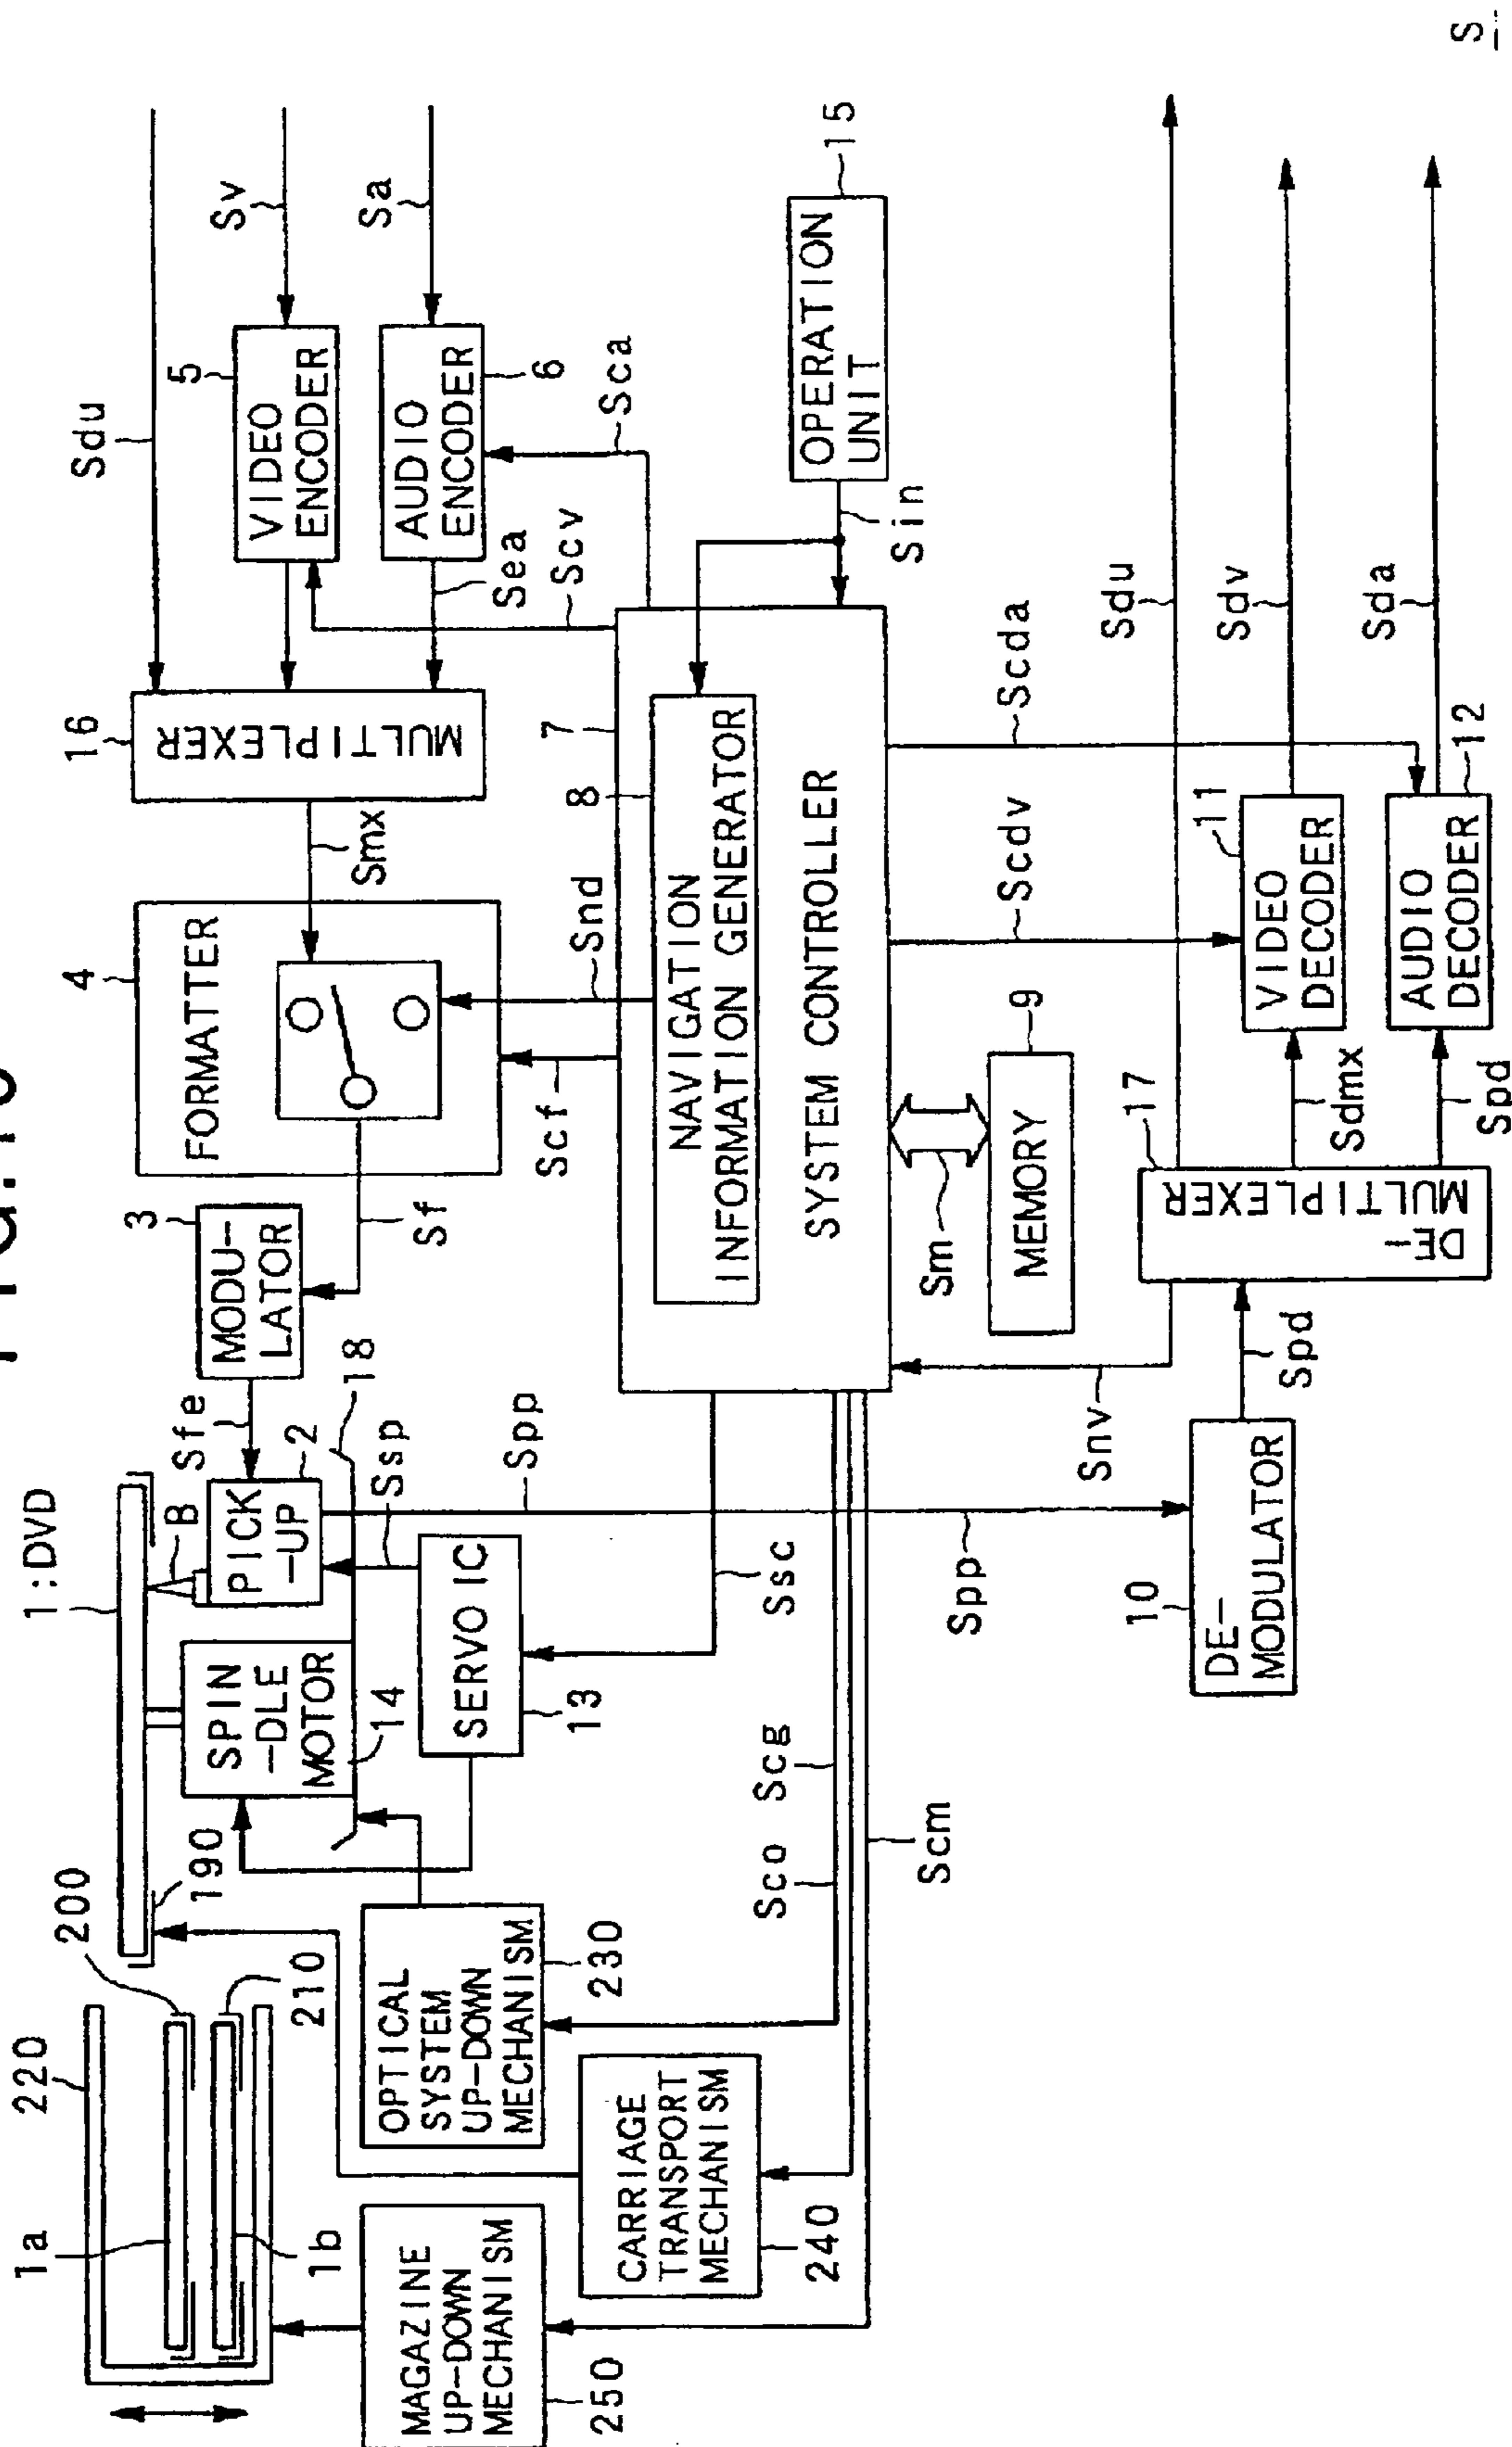 1:DVD
220
1a
1b
200
210
190
B
Sfe
PICK
-UP
2
SPIN
-DLE
MOTOR
14
18
Ssp
Spp
SERVO IC
13
MODU-
LATOR
3
Sf
FORMATTER
4
Scf
Snd
Smx
16
MULTIPLEXER
Sdu
VIDEO
ENCODER
5
Sv
AUDIO
ENCODER
6
Sa
Sea
Scv
Sca
MAGAZINE
UP-DOWN
MECHANISM
250
OPTICAL
SYSTEM
UP-DOWN
MECHANISM
230
CARRIAGE
TRANSPORT
MECHANISM
240
Sco
Scg
Scm
Ssc
7
8
NAVIGATION
INFORMATION GENERATOR
SYSTEM CONTROLLER
OPERATION
UNIT
15
Sin
Sm
MEMORY
9
Spp
Snv
Scdv
Scda
10
DE-
MODULATOR
Spd
17
DE-
MULTIPLEXER
Sdmx
Spd
VIDEO
DECODER
11
AUDIO
DECODER
12
Sdu
Sdv
Sda
S